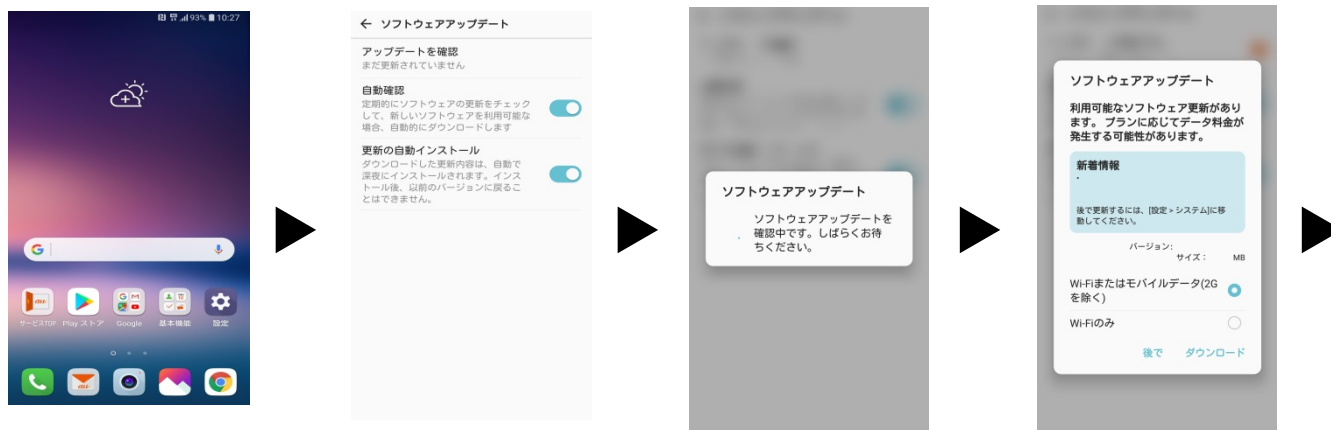 93% 10:27
G
au
サービスTOP Play ストア Google 基本機能 設定
au
← ソフトウェアアップデート
アップデートを確認
まだ更新されていません
自動確認
定期的にソフトウェアの更新をチェック
して、新しいソフトウェアを利用可能な
場合、自動的にダウンロードします
更新の自動インストール
ダウンロードした更新内容は、自動で
深夜にインストールされます。インス
トール後、以前のバージョンに戻るこ
とはできません。
ソフトウェアアップデート
ソフトウェアアップデートを
確認中です。しばらくお待
ちください。
ソフトウェアアップデート
利用可能なソフトウェア更新があり
ます。 プランに応じてデータ料金が
発生する可能性があります。
新着情報
-
後で更新するには、[設定 > システム]に移
動してください。
バージョン:
サイズ： MB
Wi-Fiまたはモバイルデータ(2G
を除く)
Wi-Fiのみ
後で ダウンロード